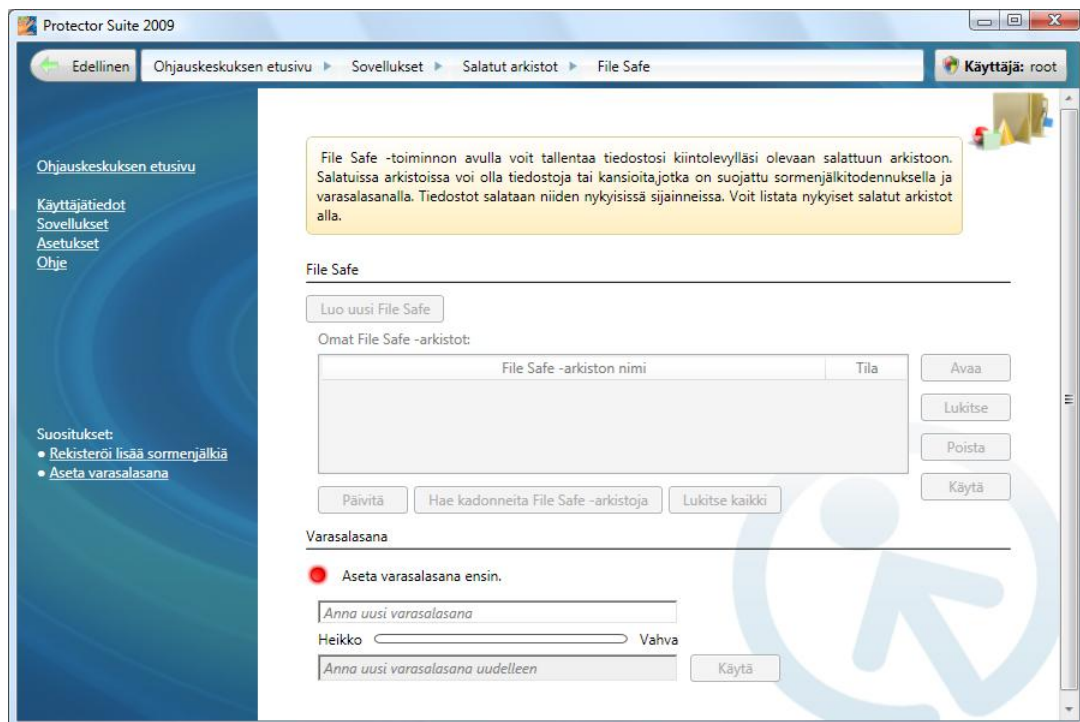 Protector Suite 2009
Edellinen
Ohjauskeskuksen etusivu
Sovellukset
Salatut arkistot
File Safe
Käyttäjä: root
Ohjauskeskuksen etusivu
Käyttäjätiedot
Sovellukset
Asetukset
Ohje
Suositukset:
• Rekisteröi lisää sormenjälkiä
• Aseta varasalasana
File Safe -toiminnon avulla voit tallentaa tiedostosi kiintolevylläsi olevaan salattuun arkistoon.
Salatuissa arkistoissa voi olla tiedostoja tai kansioita,jotka on suojattu sormenjälkitodennuksella ja
varasalasanalla. Tiedostot salataan niiden nykyisissä sijainneissa. Voit listata nykyiset salatut arkistot
alla.
File Safe
Luo uusi File Safe
Omat File Safe -arkistot:
File Safe -arkiston nimi
Tila
Avaa
Lukitse
Poista
Käytä
Päivitä
Hae kadonneita File Safe -arkistoja
Lukitse kaikki
Varasalasana
Aseta varasalasana ensin.
Anna uusi varasalasana
Heikko
Vahva
Anna uusi varasalasana uudelleen
Käytä